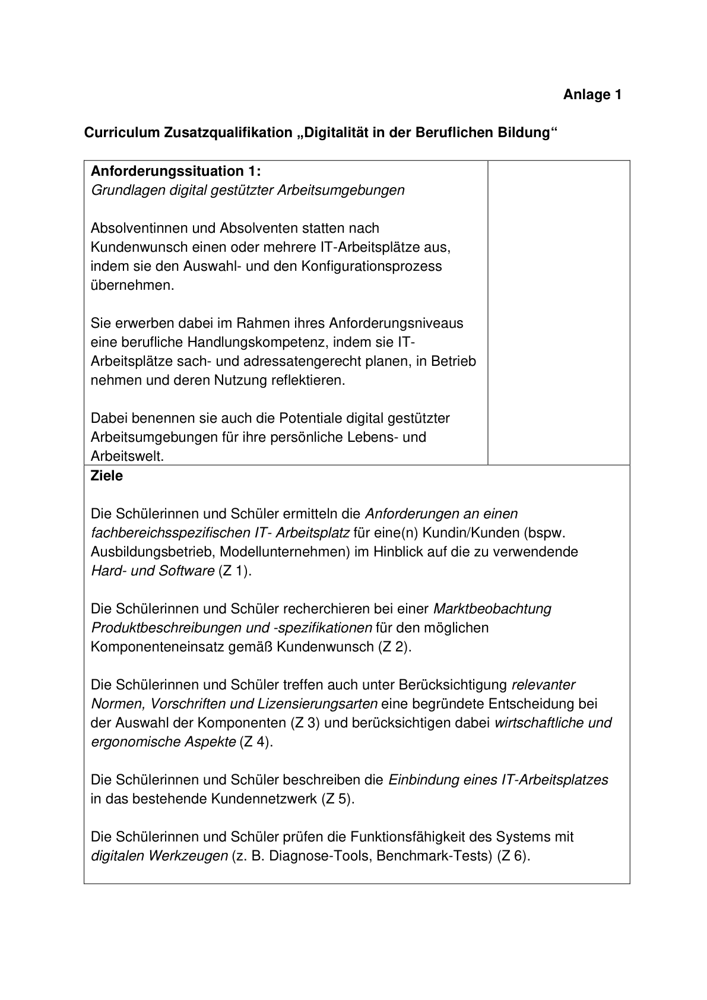 Anlage 1
Curriculum Zusatzqualifikation „Digitalität in der Beruflichen Bildung“
Anforderungssituation 1:
Grundlagen digital gestützter Arbeitsumgebungen
Absolventinnen und Absolventen statten nach
Kundenwunsch einen oder mehrere IT-Arbeitsplätze aus,
indem sie den Auswahl- und den Konfigurationsprozess
übernehmen.
Sie erwerben dabei im Rahmen ihres Anforderungsniveaus
eine berufliche Handlungskompetenz, indem sie IT-
Arbeitsplätze sach- und adressatengerecht planen, in Betrieb
nehmen und deren Nutzung reflektieren.
Dabei benennen sie auch die Potentiale digital gestützter
Arbeitsumgebungen für ihre persönliche Lebens- und
Arbeitswelt.
Ziele
Die Schülerinnen und Schüler ermitteln die Anforderungen an einen
fachbereichsspezifischen IT- Arbeitsplatz für eine(n) Kundin/Kunden (bspw.
Ausbildungsbetrieb, Modellunternehmen) im Hinblick auf die zu verwendende
Hard- und Software (Z 1).
Die Schülerinnen und Schüler recherchieren bei einer Marktbeobachtung
Produktbeschreibungen und -spezifikationen für den möglichen
Komponenteneinsatz gemäß Kundenwunsch (Z 2).
Die Schülerinnen und Schüler treffen auch unter Berücksichtigung relevanter
Normen, Vorschriften und Lizensierungsarten eine begründete Entscheidung bei
der Auswahl der Komponenten (Z 3) und berücksichtigen dabei wirtschaftliche und
ergonomische Aspekte (Z 4).
Die Schülerinnen und Schüler beschreiben die Einbindung eines IT-Arbeitsplatzes
in das bestehende Kundennetzwerk (Z 5).
Die Schülerinnen und Schüler prüfen die Funktionsfähigkeit des Systems mit
digitalen Werkzeugen (z. B. Diagnose-Tools, Benchmark-Tests) (Z 6).